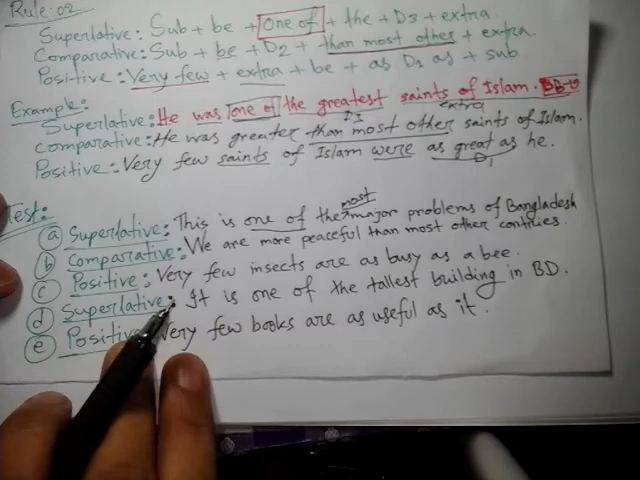 Rule: 02
Superlative: Sub + be + One of + the + D3 + extra.
Comparative: Sub + be + D2 + than most other + extra.
Positive: Very few + extra + be + as D1 as + sub
Example:
Superlative: He was one of the greatest saints of Islam.
D3 extra
Comparative: He was greater than most other saints of Islam.
Positive: Very few saints of Islam were as great as he.
D1
Test:
most
(a) Superlative: This is one of the major problems of Bangladesh
(b) Comparative: We are more peaceful than most other contries.
(c) Positive: Very few insects are as busy as a bee.
(d) Superlative: It is one of the tallest building in BD.
(e) Positive Very few books are as useful as it.